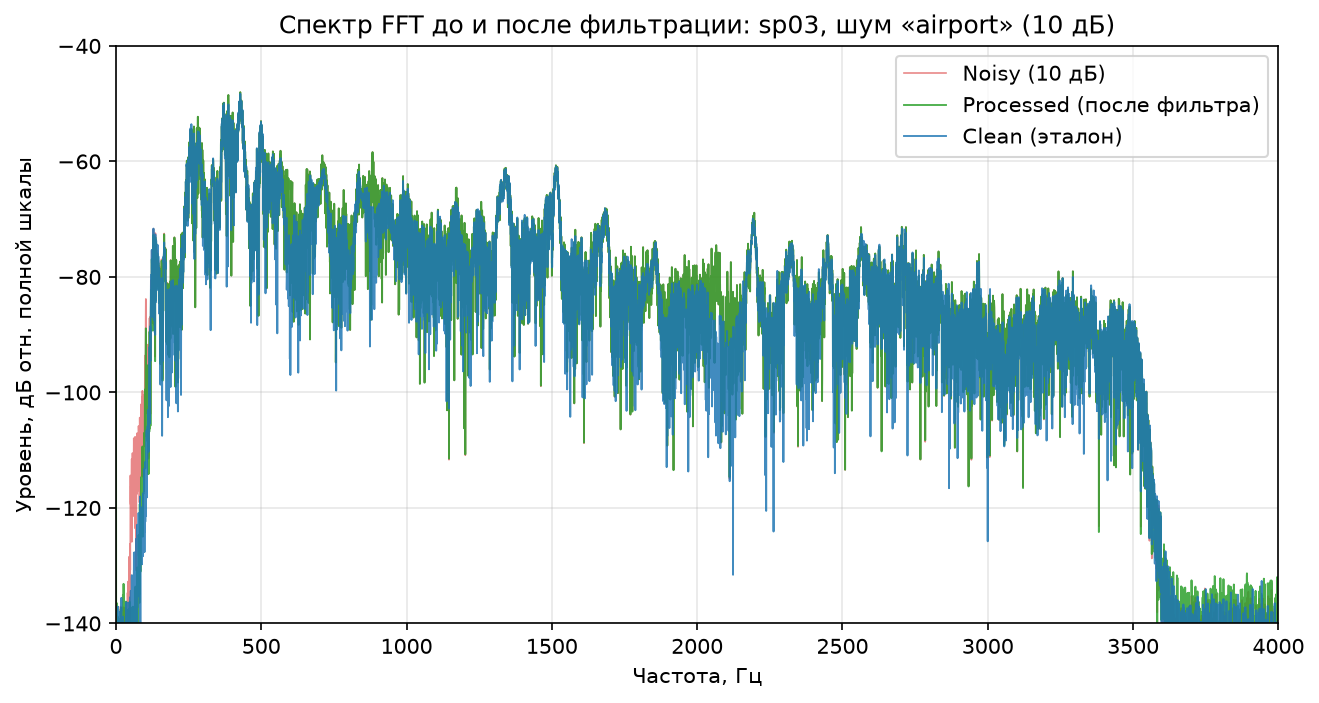 Спектр FFT до и после фильтрации: sp03, шум «airport» (10 дБ)
Noisy (10 дБ)
Processed (после фильтра)
Clean (эталон)
Уровень, дБ отн. полной шкалы
−40
−60
−80
−100
−120
−140
0 500 1000 1500 2000 2500 3000 3500 4000
Частота, Гц